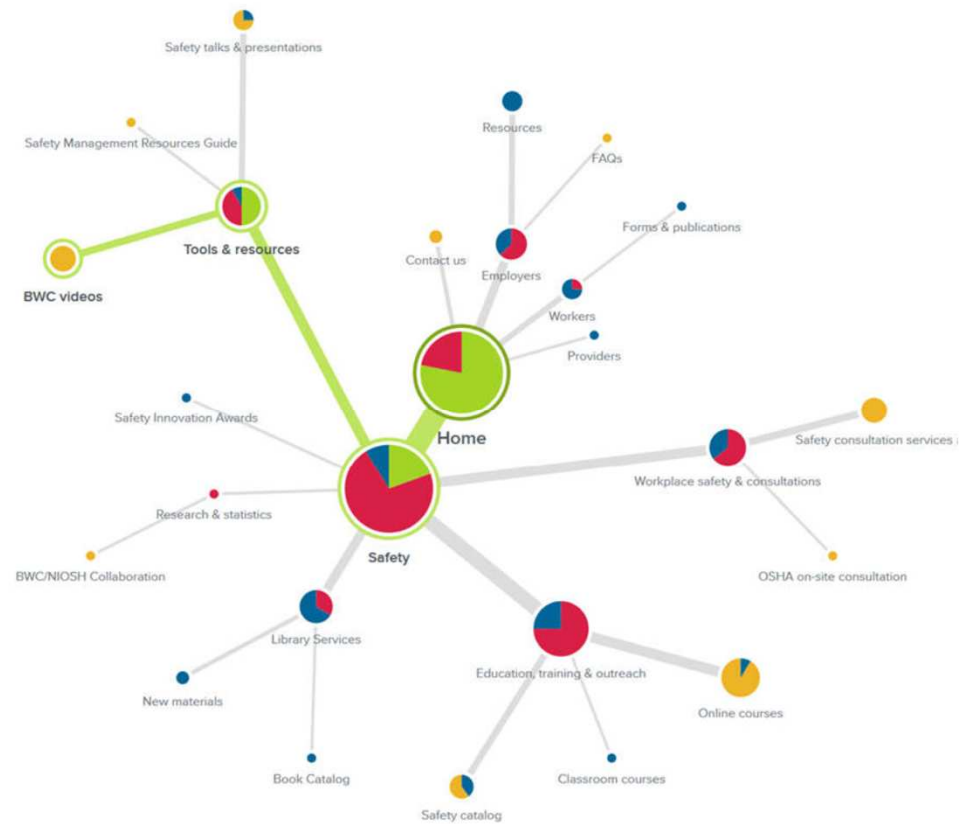 Safety talks & presentations
Resources
Safety Management Resources Guide
FAQs
Forms & publications
Tools & resources
Contact us
Employers
BWC videos
Workers
Providers
Safety Innovation Awards
Home
Safety consultation services
Workplace safety & consultations
Research & statistics
Safety
BWC/NIOSH Collaboration
OSHA on-site consultation
Library Services
Education, training & outreach
New materials
Online courses
Book Catalog
Classroom courses
Safety catalog